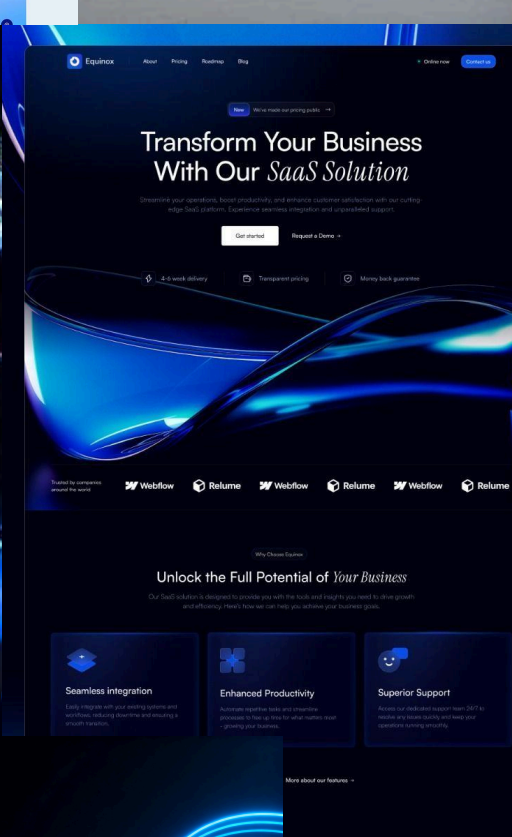 Equinox
About Pricing Roadmap Blog
Online now
Contact us
New We've made our pricing public →
Transform Your Business
With Our SaaS Solution
Streamline your operations, boost productivity, and enhance customer satisfaction with our cutting-
edge SaaS platform. Experience seamless integration and unparalleled support.
Get started Request a Demo →
4-6 week delivery Transparent pricing Money back guarantee
Trusted by companies
around the world
Webflow Relume Webflow Relume Webflow Relume
Why Choose Equinox
Unlock the Full Potential of Your Business
Our SaaS solution is designed to provide you with the tools and insights you need to drive growth
and efficiency. Here's how we can help you achieve your business goals.
Seamless integration
Easily integrate with your existing systems and
workflows, reducing downtime and ensuring a
smooth transition.
Enhanced Productivity
Automate repetitive tasks and streamline
processes to free up time for what matters most
- growing your business.
Superior Support
Access our dedicated support team 24/7 to
resolve any issues quickly and keep your
operations running smoothly.
More about our features →